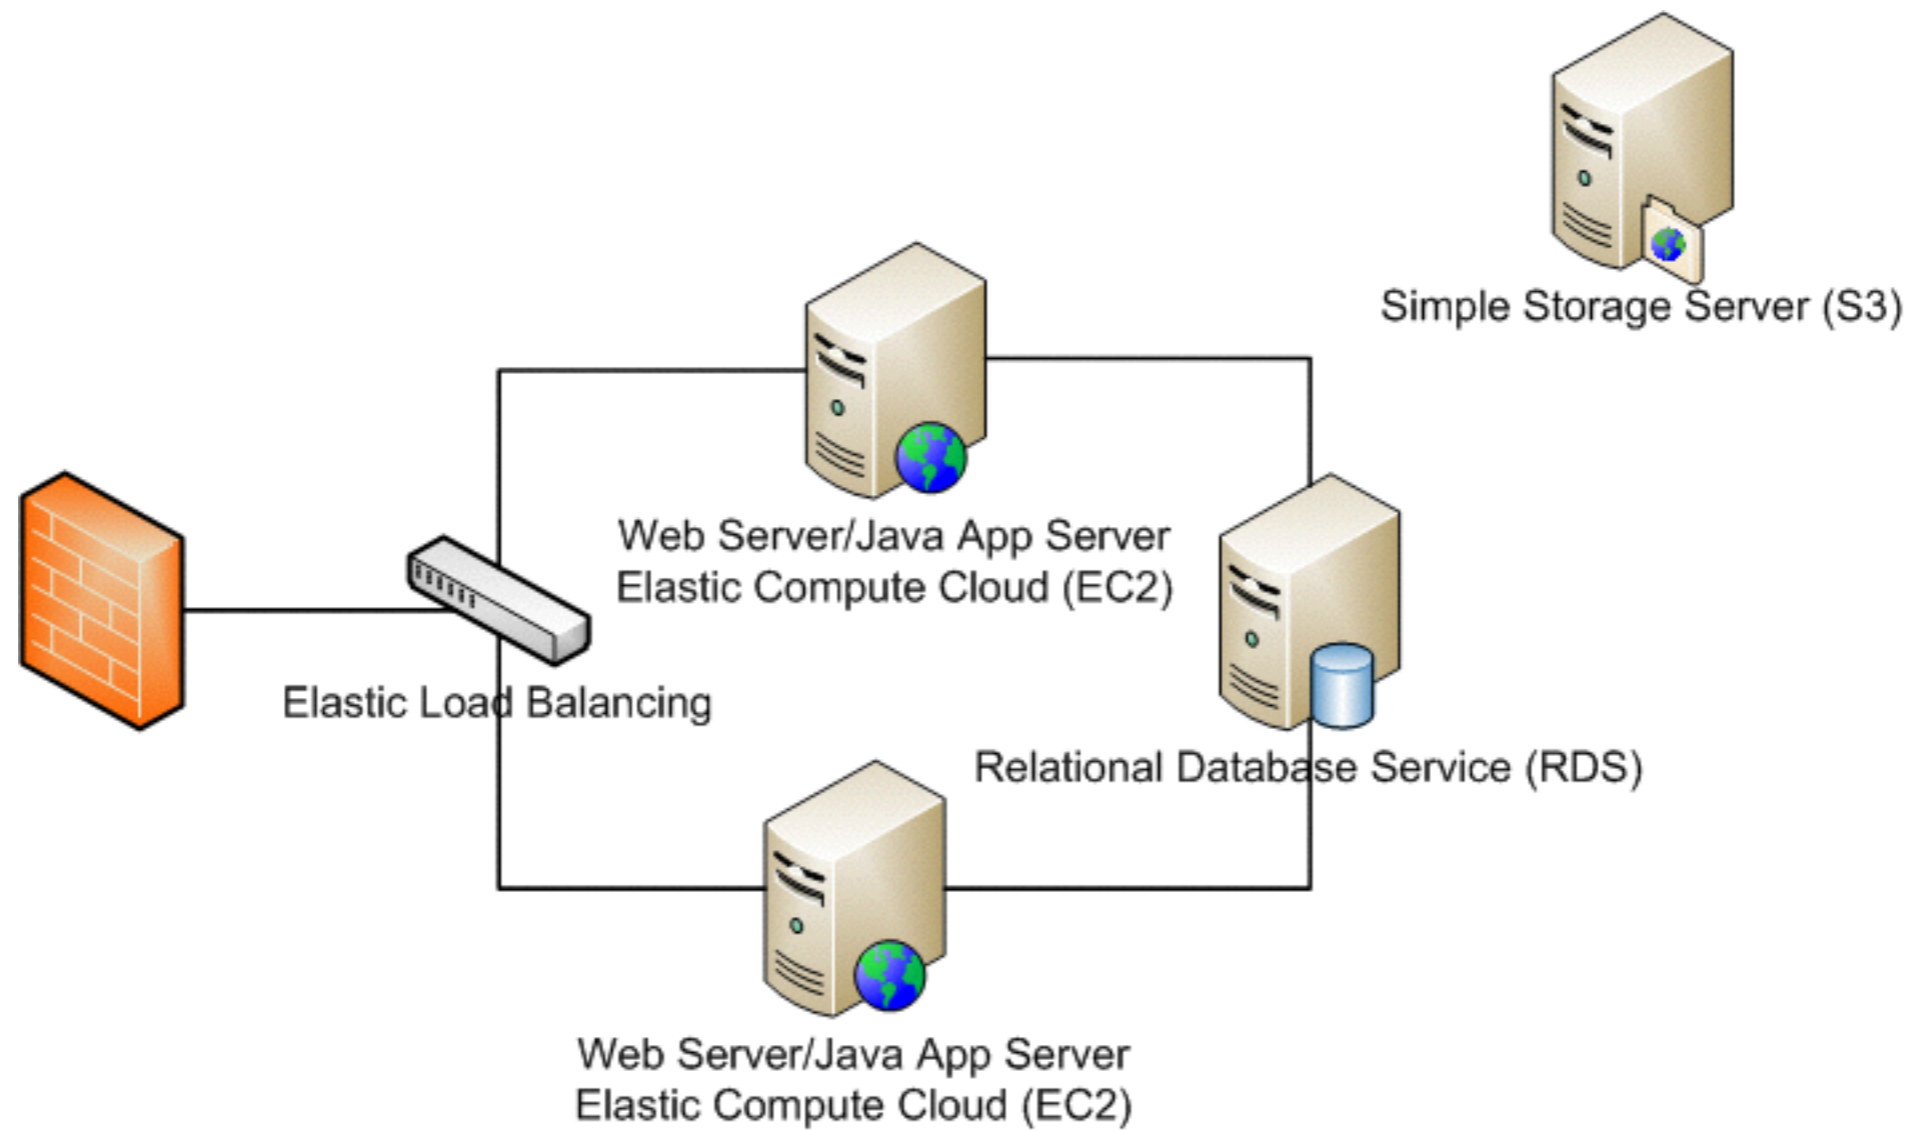 Simple Storage Server (S3)
Web Server/Java App Server
Elastic Compute Cloud (EC2)
Elastic Load Balancing
Relational Database Service (RDS)
Web Server/Java App Server
Elastic Compute Cloud (EC2)